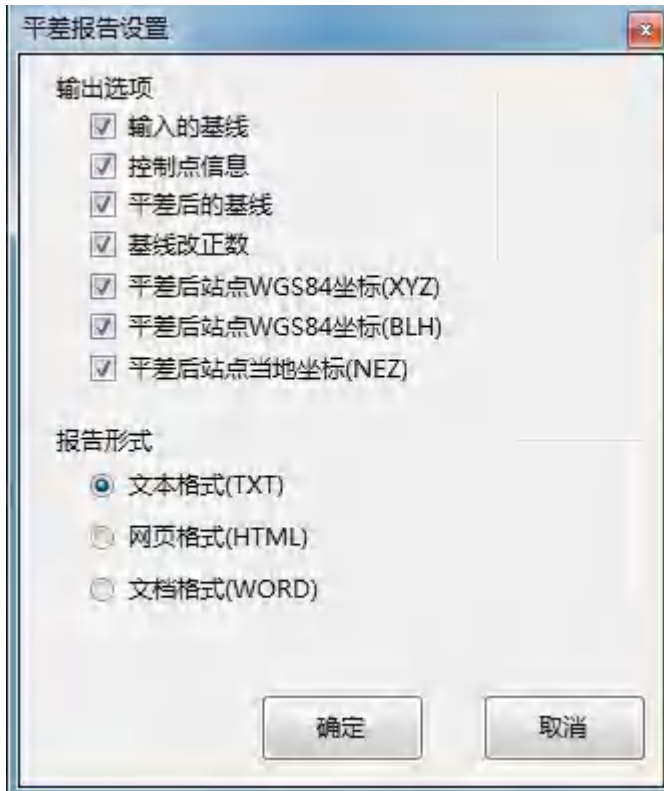 平差报告设置
输出选项
输入的基线
控制点信息
平差后的基线
基线改正数
平差后站点WGS84坐标(XYZ)
平差后站点WGS84坐标(BLH)
平差后站点当地坐标(NEZ)
报告形式
文本格式(TXT)
网页格式(HTML)
文档格式(WORD)
确定 取消